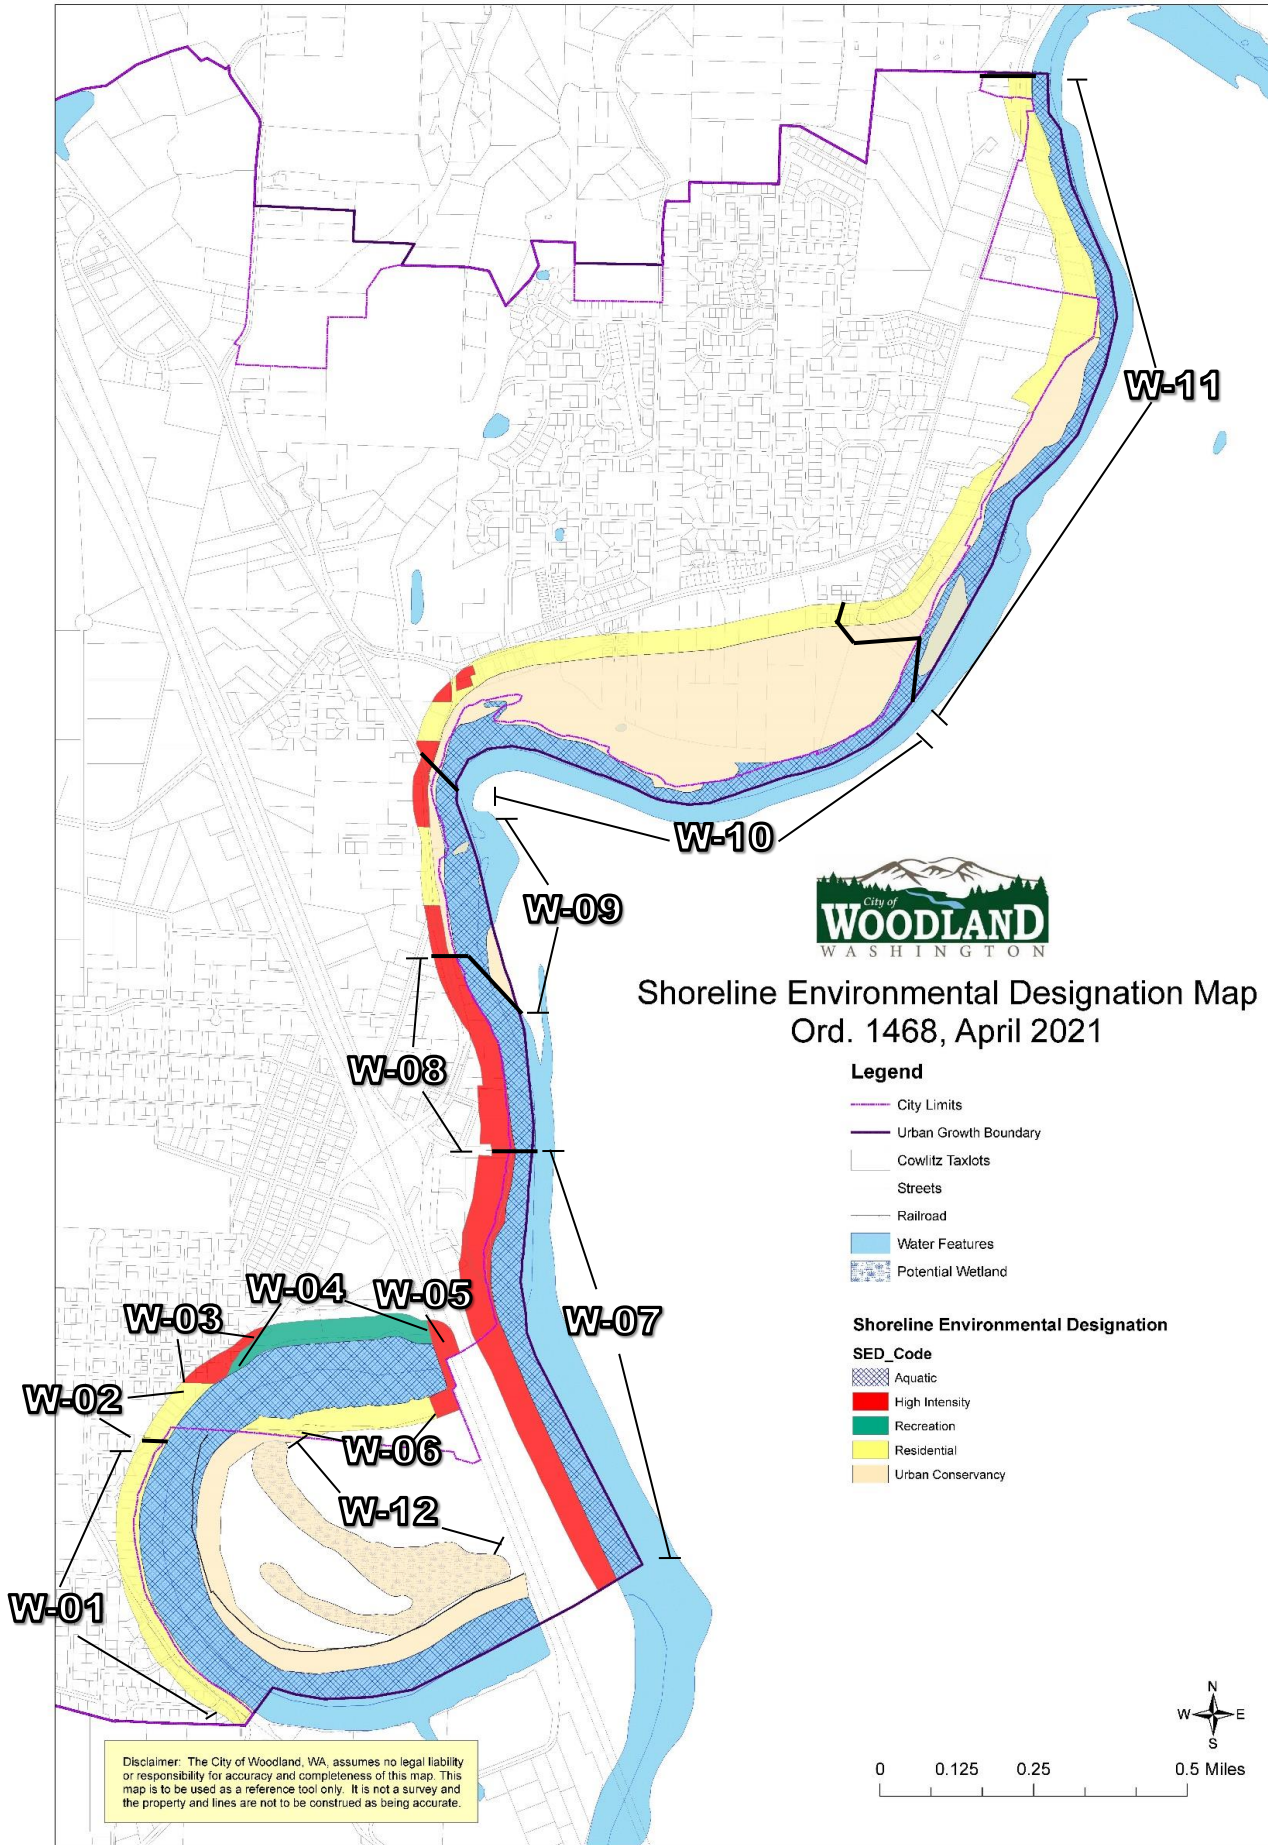 W-11
W-10
W-09
City of
WOODLAND
WASHINGTON
Shoreline Environmental Designation Map
Ord. 1468, April 2021
Legend
City Limits
Urban Growth Boundary
Cowlitz Taxlots
Streets
Railroad
Water Features
Potential Wetland
Shoreline Environmental Designation
SED_Code
Aquatic
High Intensity
Recreation
Residential
Urban Conservancy
W-08
W-04
W-05
W-03
W-07
W-02
W-06
W-12
W-01
N
W E
S
0 0.125 0.25 0.5 Miles
Disclaimer: The City of Woodland, WA, assumes no legal liability
or responsibility for accuracy and completeness of this map. This
map is to be used as a reference tool only. It is not a survey and
the property and lines are not to be construed as being accurate.